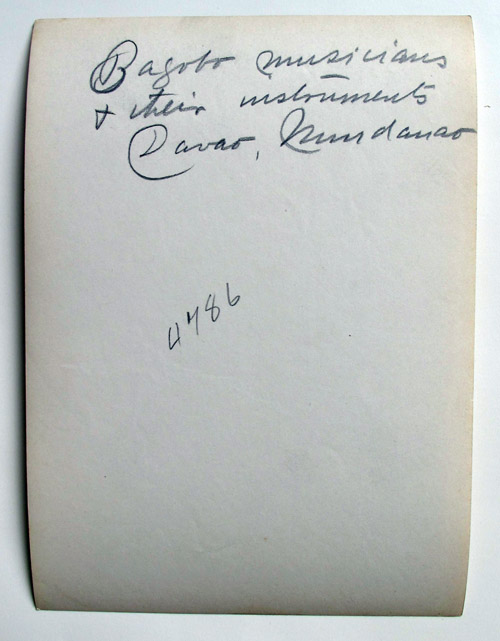 Bagobo musicians
& their instruments
Davao, Mindanao
4786